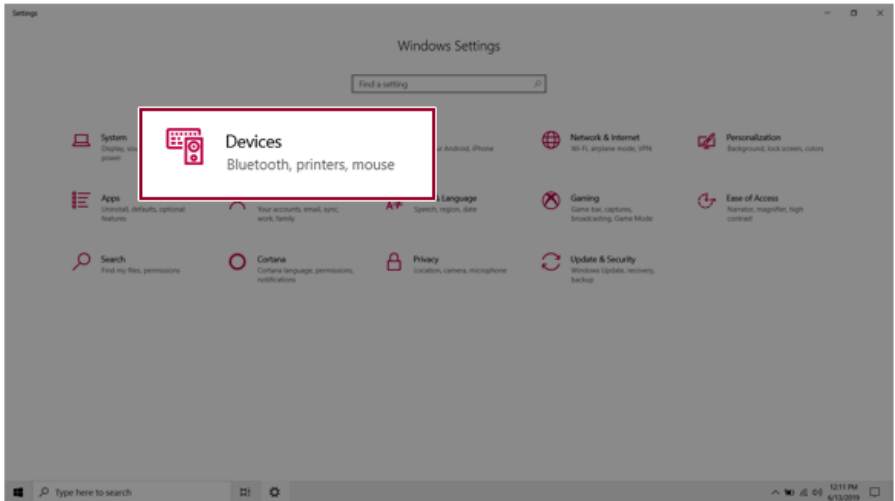 Settings
Windows Settings
Find a setting
System
Display, sou
power
Devices
Bluetooth, printers, mouse
ur Android, iPhone
Network & Internet
Wi-Fi, airplane mode, VPN
Personalization
Background, lock screen, colors
Apps
Uninstall, defaults, optional
features
Your accounts, email, sync,
work, family
& Language
Speech, region, date
Gaming
Game bar, captures,
broadcasting, Game Mode
Ease of Access
Narrator, magnifier, high
contrast
Search
Find my files, permissions
Cortana
Cortana language, permissions,
notifications
Privacy
Location, camera, microphone
Update & Security
Windows Update, recovery,
backup
Type here to search
12:11 PM
6/13/2019